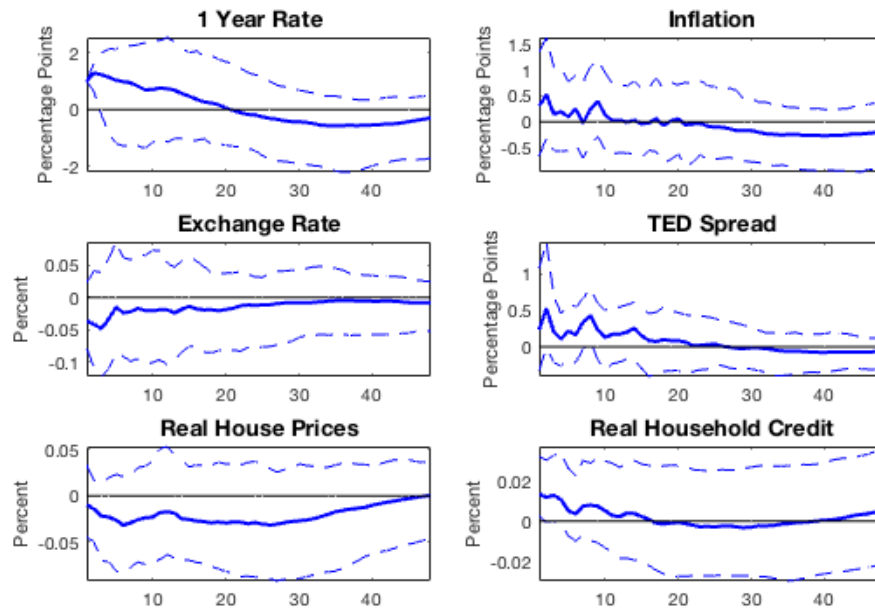 1 Year Rate
Percentage Points
2
0
-2
10 20 30 40
Inflation
Percentage Points
1.5
1
0.5
0
-0.5
10 20 30 40
Exchange Rate
Percent
0.05
0
-0.05
-0.1
10 20 30 40
TED Spread
Percentage Points
1
0.5
0
10 20 30 40
Real House Prices
Percent
0.05
0
-0.05
10 20 30 40
Real Household Credit
Percent
0.02
0
-0.02
10 20 30 40